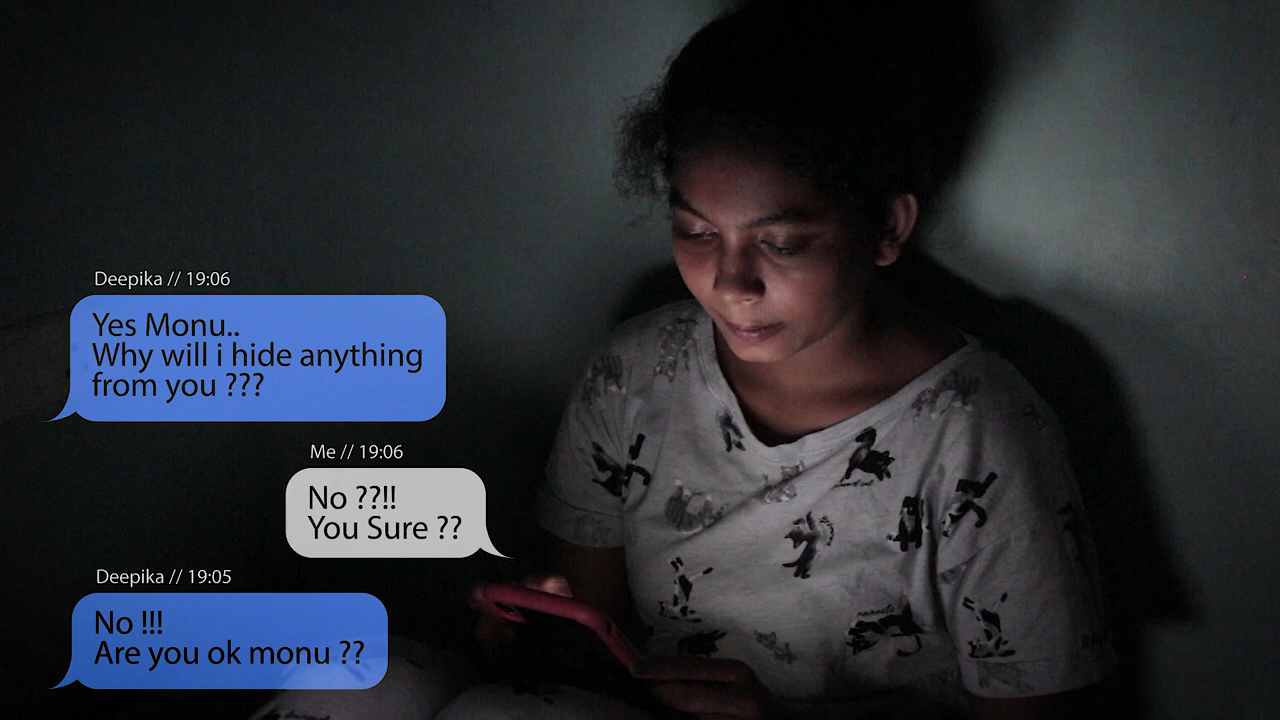 Deepika // 19:06
Yes Monu..
Why will i hide anything
from you ???
Me // 19:06
No ??!!
You Sure ??
Deepika // 19:05
No !!!
Are you ok monu ??